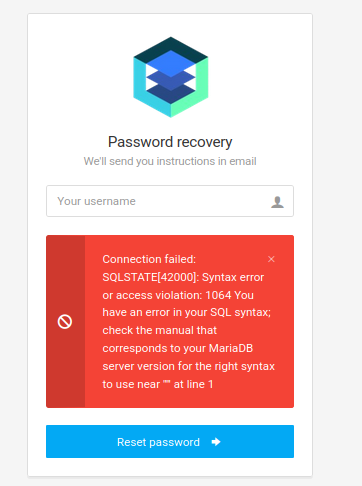 Password recovery
We'll send you instructions in email
Your username
Connection failed:
SQLSTATE[42000]: Syntax error
or access violation: 1064 You
have an error in your SQL syntax;
check the manual that
corresponds to your MariaDB
server version for the right syntax
to use near ''' at line 1
Reset password